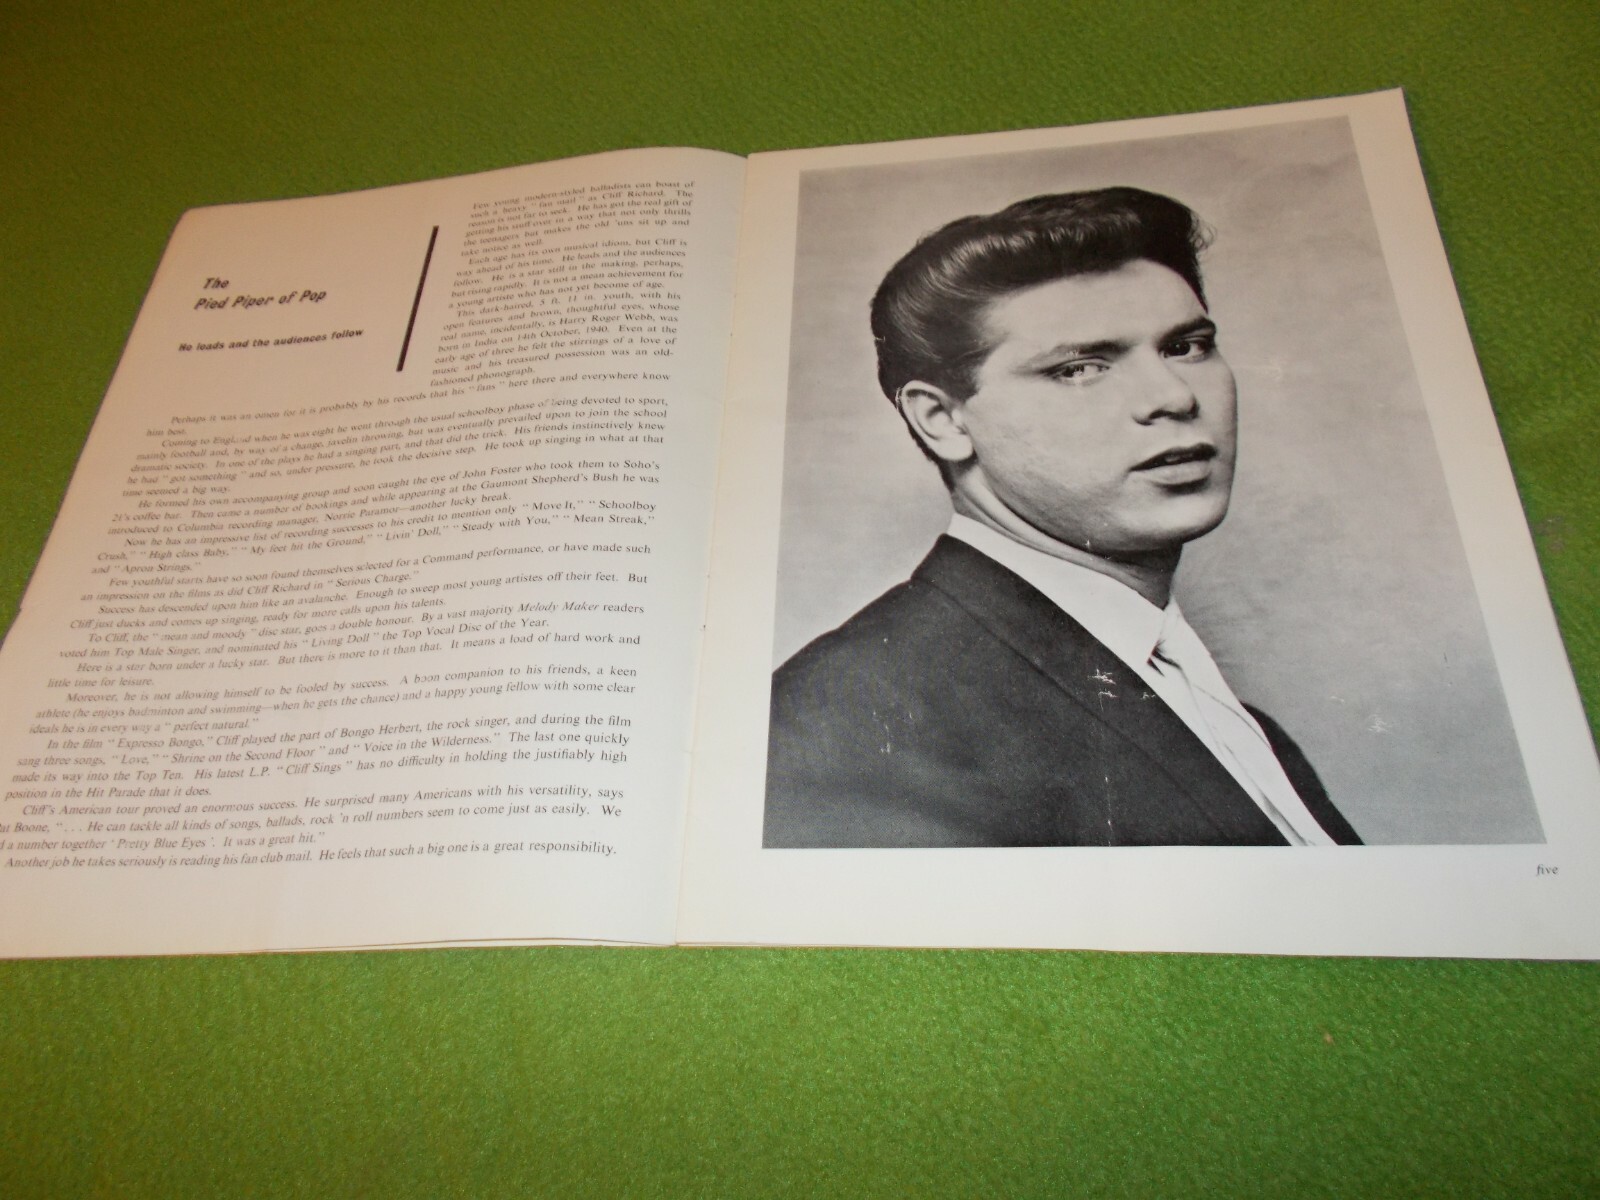 The
Pied Piper of Pop
He leads and the audiences follow
Few young modern-styled balladists can boast of
such a heavy "fan mail" as Cliff Richard. The
reason is not far to seek. He has got the real gift of
getting his stuff over in a way that not only thrills
the teenagers but makes the old 'uns sit up and
take notice as well.
Each age has its own musical idiom, but Cliff is
way ahead of his time. He leads and the audiences
follow. He is a star still in the making, perhaps,
but rising rapidly. It is not a mean achievement for
a young artiste who has not yet become of age.
This dark-haired, 5 ft. 11 in. youth, with his
open features and brown, thoughtful eyes, whose
real name, incidentally, is Harry Roger Webb, was
born in India on 14th October, 1940. Even at the
early age of three he felt the stirrings of a love of
music and his treasured possession was an old-
fashioned phonograph.
Perhaps it was an omen for it is probably by his records that his "fans" here there and everywhere know
him best.
Coming to England when he was eight he went through the usual schoolboy phase of being devoted to sport,
mainly football and, by way of a change, javelin throwing, but was eventually prevailed upon to join the school
dramatic society. In one of the plays he had a singing part, and that did the trick. His friends instinctively knew
he had "got something" and so, under pressure, he took the decisive step. He took up singing in what at that
time seemed a big way.
He formed his own accompanying group and soon caught the eye of John Foster who took them to Soho's
2I's coffee bar. Then came a number of bookings and while appearing at the Gaumont Shepherd's Bush he was
introduced to Columbia recording manager, Norrie Paramor—another lucky break.
Now he has an impressive list of recording successes to his credit to mention only "Move It," "Schoolboy
Crush," "High class Baby," "My feet hit the Ground," "Livin' Doll," "Steady with You," "Mean Streak,"
and "Apron Strings."
Few youthful starts have so soon found themselves selected for a Command performance, or have made such
an impression on the films as did Cliff Richard in "Serious Charge."
Success has descended upon him like an avalanche. Enough to sweep most young artistes off their feet. But
Cliff just ducks and comes up singing, ready for more calls upon his talents.
To Cliff, the "mean and moody" disc star, goes a double honour. By a vast majority Melody Maker readers
voted him Top Male Singer, and nominated his "Living Doll" the Top Vocal Disc of the Year.
Here is a star born under a lucky star. But there is more to it than that. It means a load of hard work and
little time for leisure.
Moreover, he is not allowing himself to be fooled by success. A boon companion to his friends, a keen
athlete (he enjoys badminton and swimming—when he gets the chance) and a happy young fellow with some clear
ideals he is in every way a "perfect natural."
In the film "Expresso Bongo," Cliff played the part of Bongo Herbert, the rock singer, and during the film
sang three songs, "Love," "Shrine on the Second Floor" and "Voice in the Wilderness." The last one quickly
made its way into the Top Ten. His latest L.P. "Cliff Sings" has no difficulty in holding the justifiably high
position in the Hit Parade that it does.
Cliff's American tour proved an enormous success. He surprised many Americans with his versatility, says
Pat Boone, ". . . He can tackle all kinds of songs, ballads, rock 'n roll numbers seem to come just as easily. We
d a number together 'Pretty Blue Eyes'. It was a great hit."
Another job he takes seriously is reading his fan club mail. He feels that such a big one is a great responsibility.
five